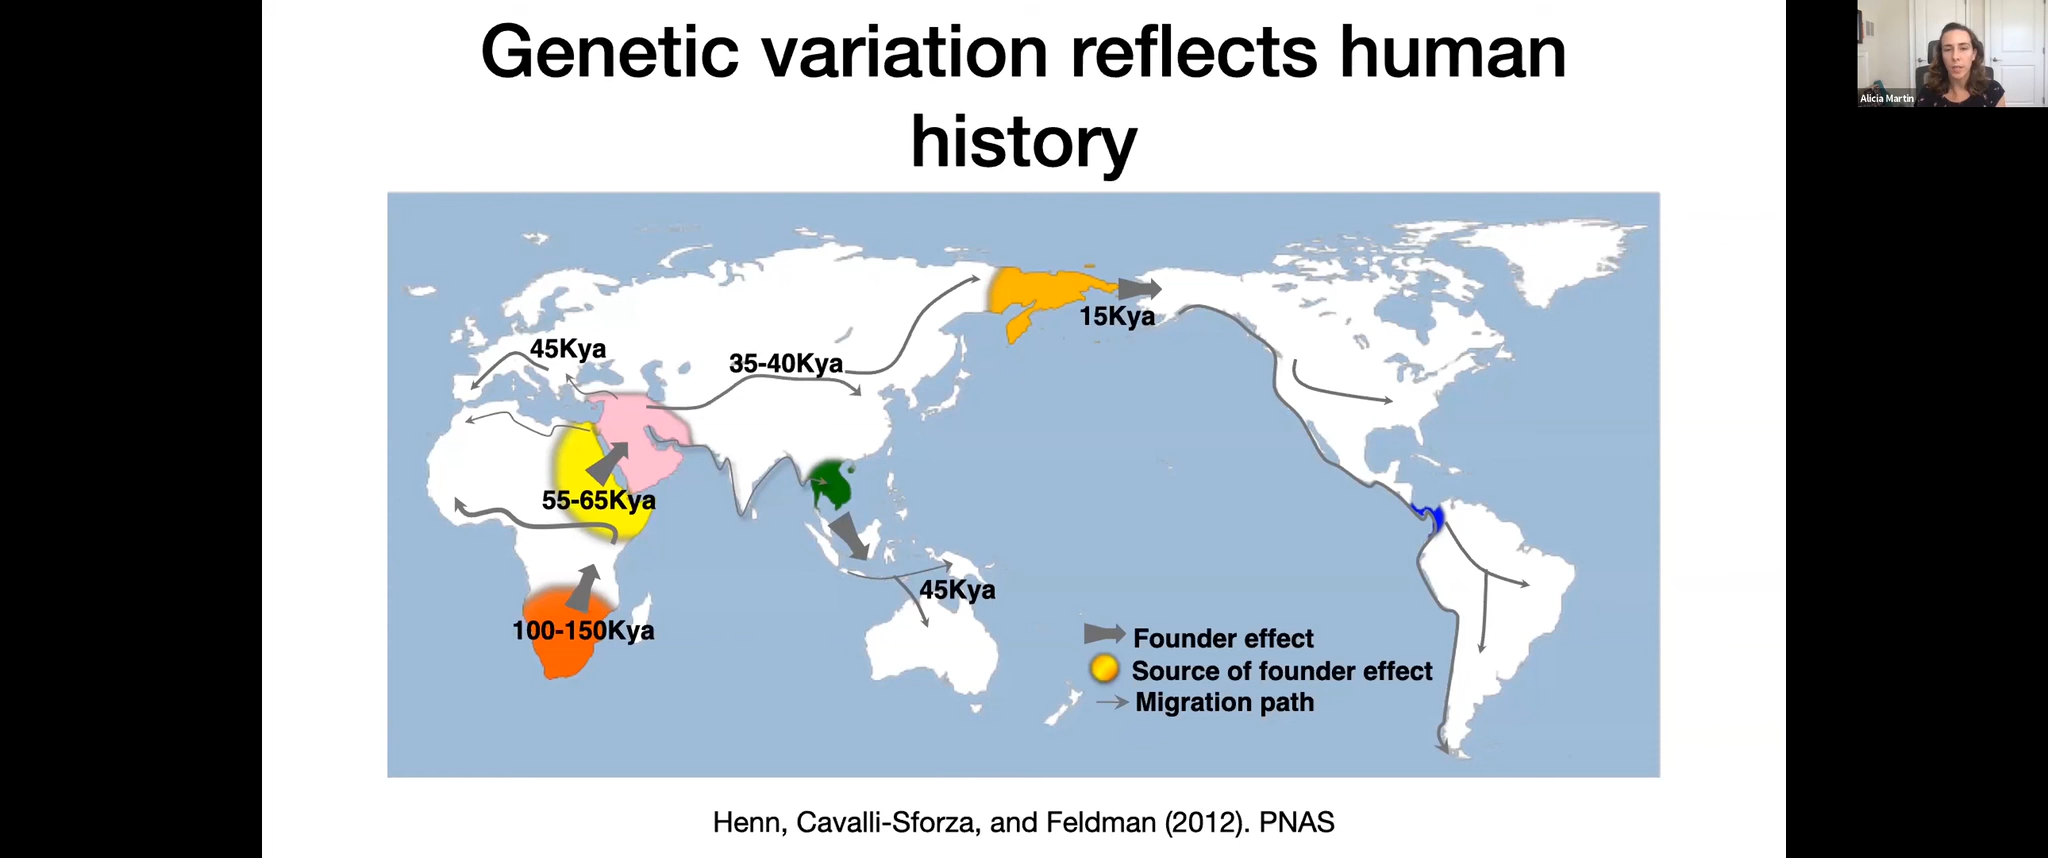 Genetic variation reflects human
history
Alicia Martin
15Kya
45Kya
35-40Kya
55-65Kya
45Kya
100-150Kya
Founder effect
Source of founder effect
Migration path
Henn, Cavalli-Sforza, and Feldman (2012). PNAS